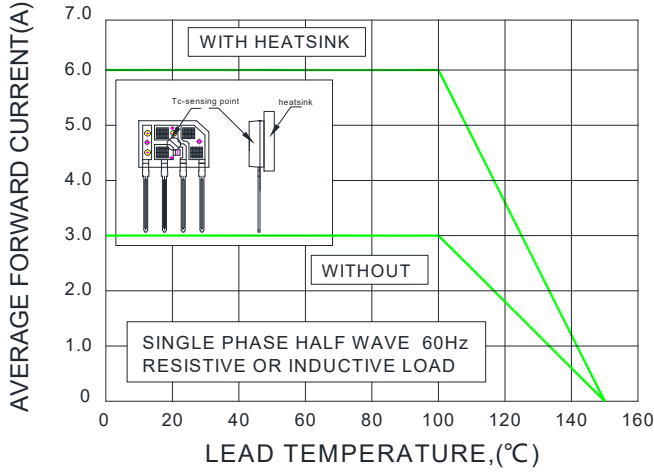 AVERAGE FORWARD CURRENT(A)
7.0
6.0
5.0
4.0
3.0
2.0
1.0
0
WITH HEATSINK
Tc-sensing point
heatsink
WITHOUT
SINGLE PHASE HALF WAVE 60Hz
RESISTIVE OR INDUCTIVE LOAD
0 20 40 60 80 100 120 140 160
LEAD TEMPERATURE,(℃)